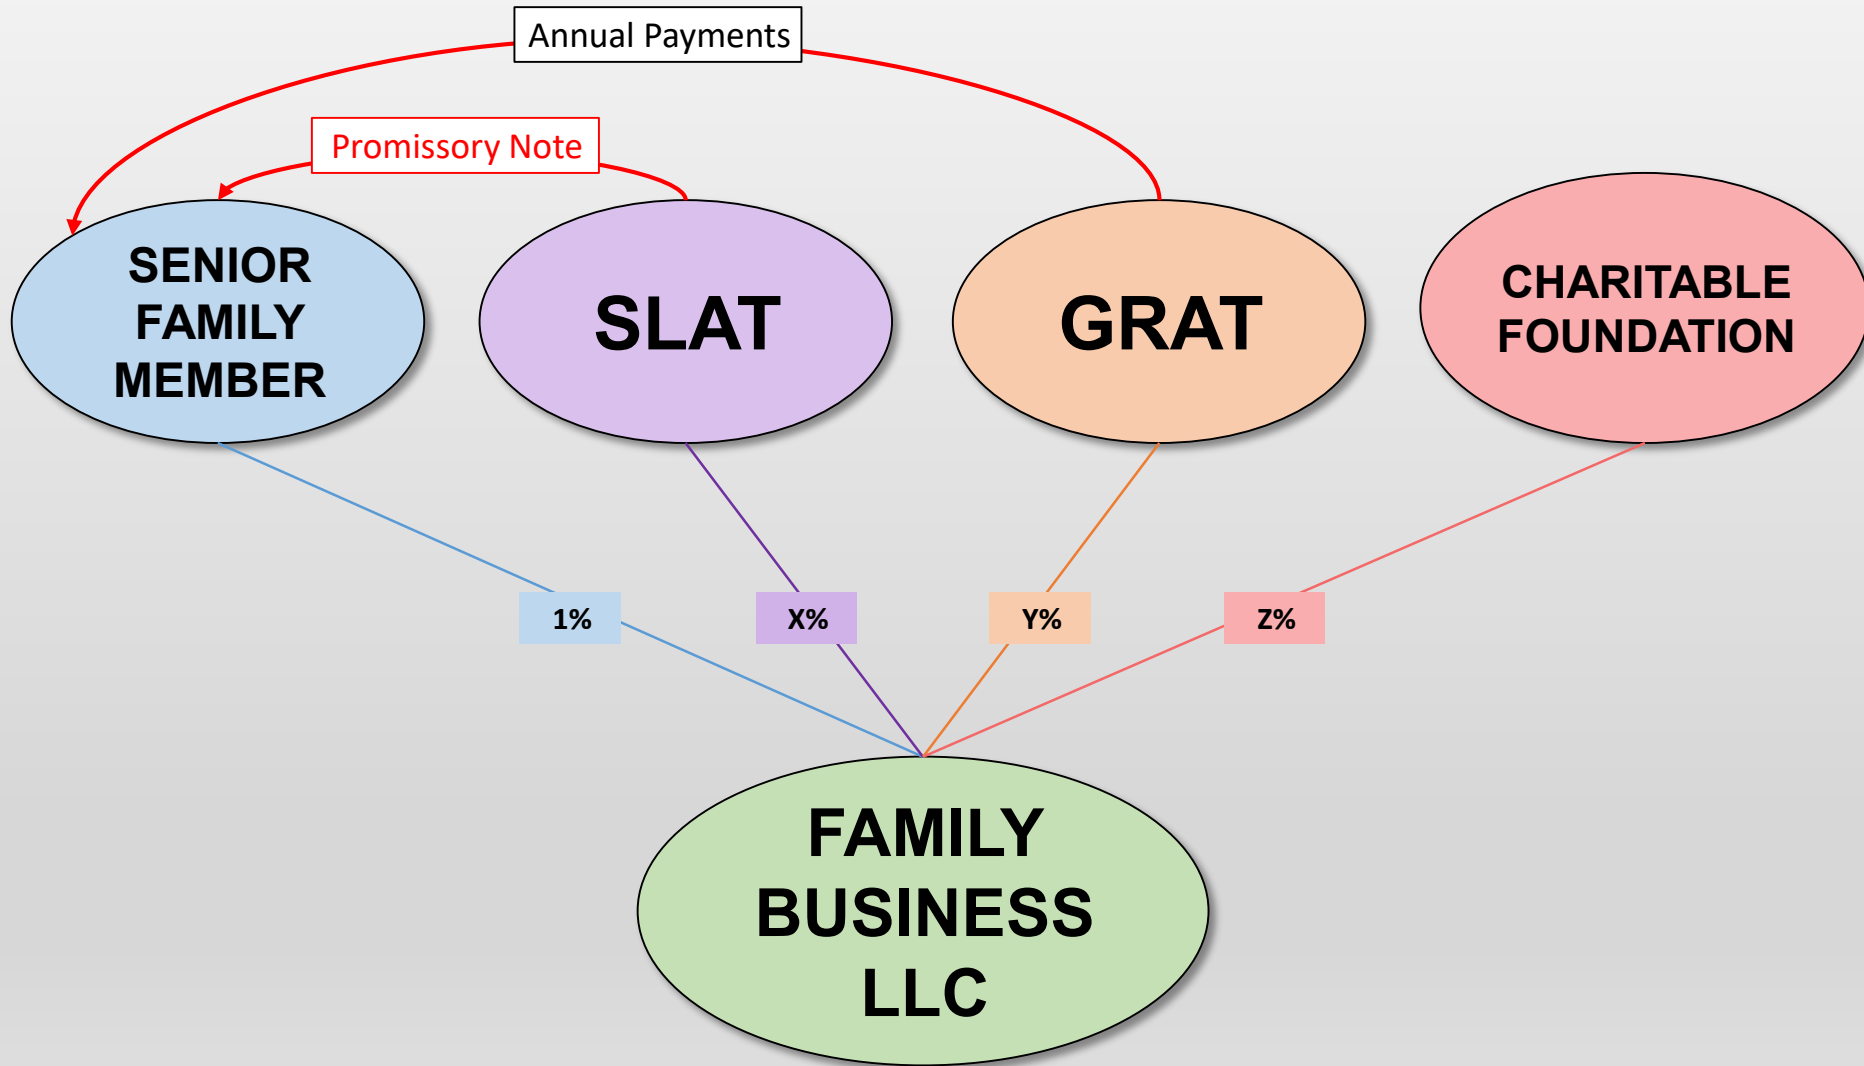 Annual Payments
Promissory Note
SENIOR
FAMILY
MEMBER
SLAT
GRAT
CHARITABLE
FOUNDATION
1%
X%
Y%
Z%
FAMILY
BUSINESS
LLC